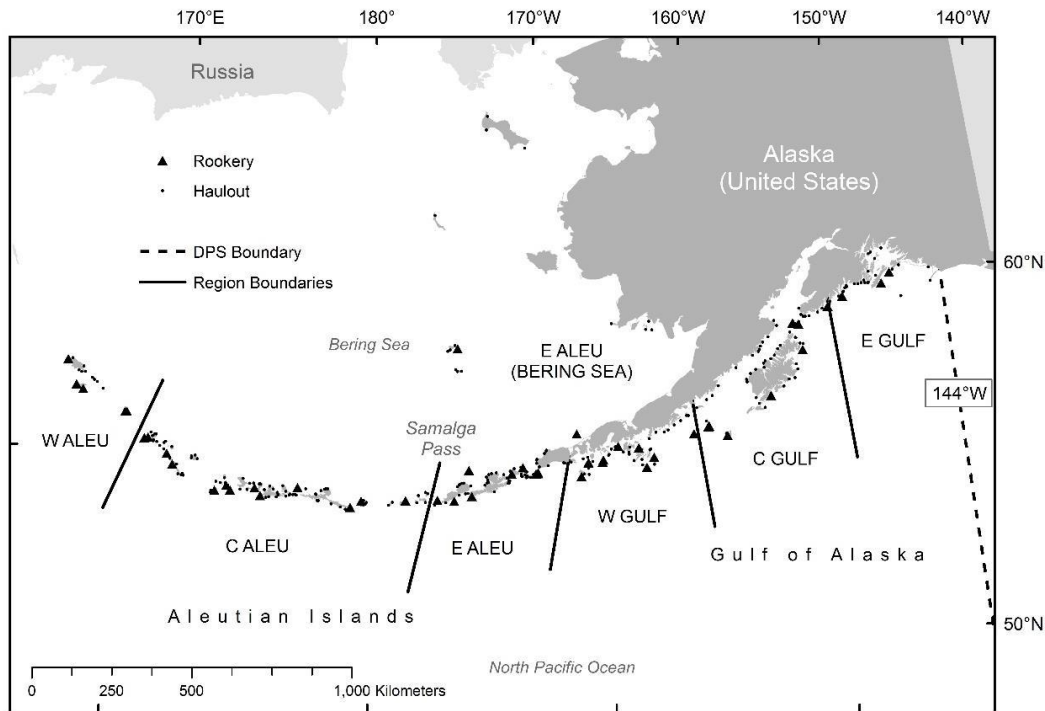 170°E 180° 170°W 160°W 150°W 140°W
Russia
Alaska
(United States)
Rookery
Haulout
DPS Boundary
Region Boundaries
60°N
Bering Sea
E ALEU
(BERING SEA)
E GULF
144°W
W ALEU
Samalga
Pass
C GULF
W GULF
C ALEU
E ALEU
Gulf of Alaska
Aleutian Islands
50°N
North Pacific Ocean
0 250 500 1,000 Kilometers